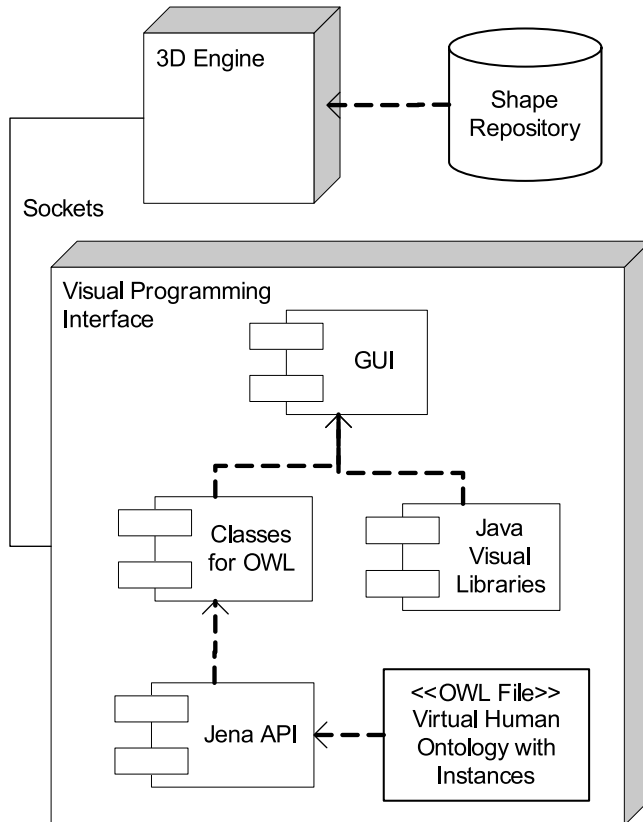 3D Engine
Shape
Repository
Sockets
Visual Programming
Interface
GUI
Classes
for OWL
Java
Visual
Libraries
Jena API
<<OWL File>>
Virtual Human
Ontology with
Instances